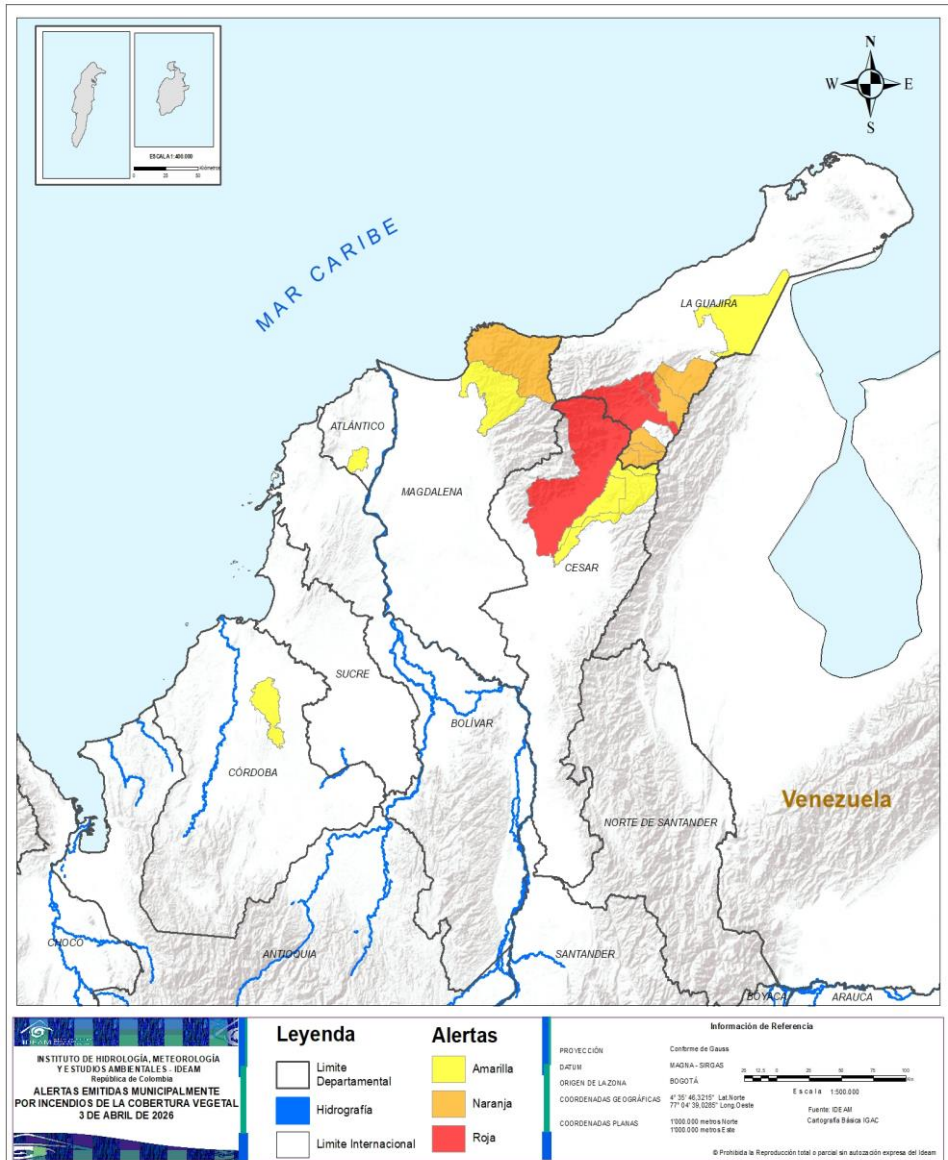 ESCALA 1: 400.000
Kilómetros
N
W
E
S
MAR CARIBE
LA GUAJIRA
ATLÁNTICO
MAGDALENA
CESAR
SUCRE
BOLÍVAR
CÓRDOBA
Venezuela
NORTE DE SANTANDER
CHOCO
ANTIOQUIA
SANTANDER
BOYACÁ
ARAUCA
IDEAM
INSTITUTO DE HIDROLOGÍA, METEOROLOGÍA
Y ESTUDIOS AMBIENTALES - IDEAM
República de Colombia
ALERTAS EMITIDAS MUNICIPALMENTE
POR INCENDIOS DE LA COBERTURA VEGETAL
3 DE ABRIL DE 2026
Leyenda
Limite
Departamental
Hidrografía
Limite Internacional
Alertas
Amarilla
Naranja
Roja
Información de Referencia
PROYECCIÓN Conforme de Gauss
DATUM MAGNA - SIRGAS
ORIGEN DE LA ZONA BOGOTÁ
COORDENADAS GEOGRÁFICAS 4° 35' 46,3215" Lat.Norte
77° 04' 39,0285" Long.Oeste
COORDENADAS PLANAS 1'000.000 metros Norte
1'000.000 metros Este
Escala 1:500.000
Fuente: IDEAM
Cartografía Básica IGAC
© Prohibida la Reproducción total o parcial sin autozación expresa del Ideam